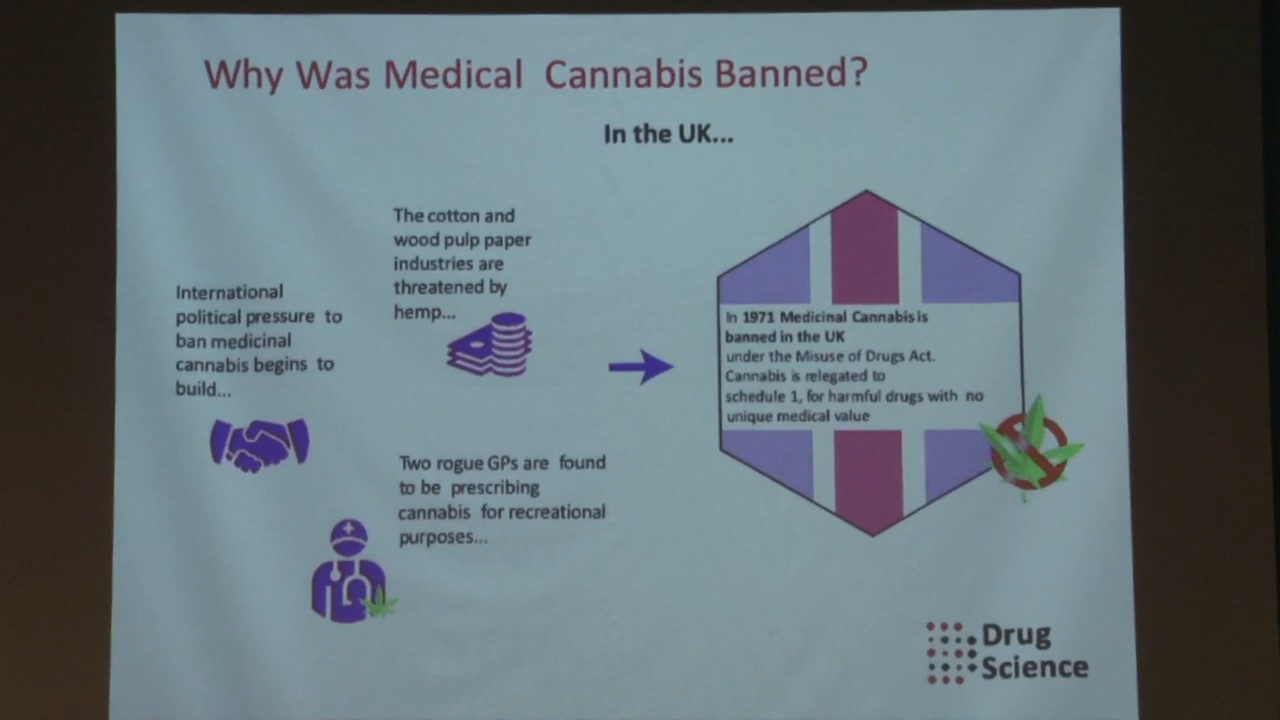 Why Was Medical Cannabis Banned?
In the UK...
The cotton and
wood pulp paper
industries are
threatened by
hemp...
International
political pressure to
ban medicinal
cannabis begins to
build...
In 1971 Medicinal Cannabis is
banned in the UK
under the Misuse of Drugs Act.
Cannabis is relegated to
schedule 1, for harmful drugs with no
unique medical value
Two rogue GPs are found
to be prescribing
cannabis for recreational
purposes...
Drug
Science